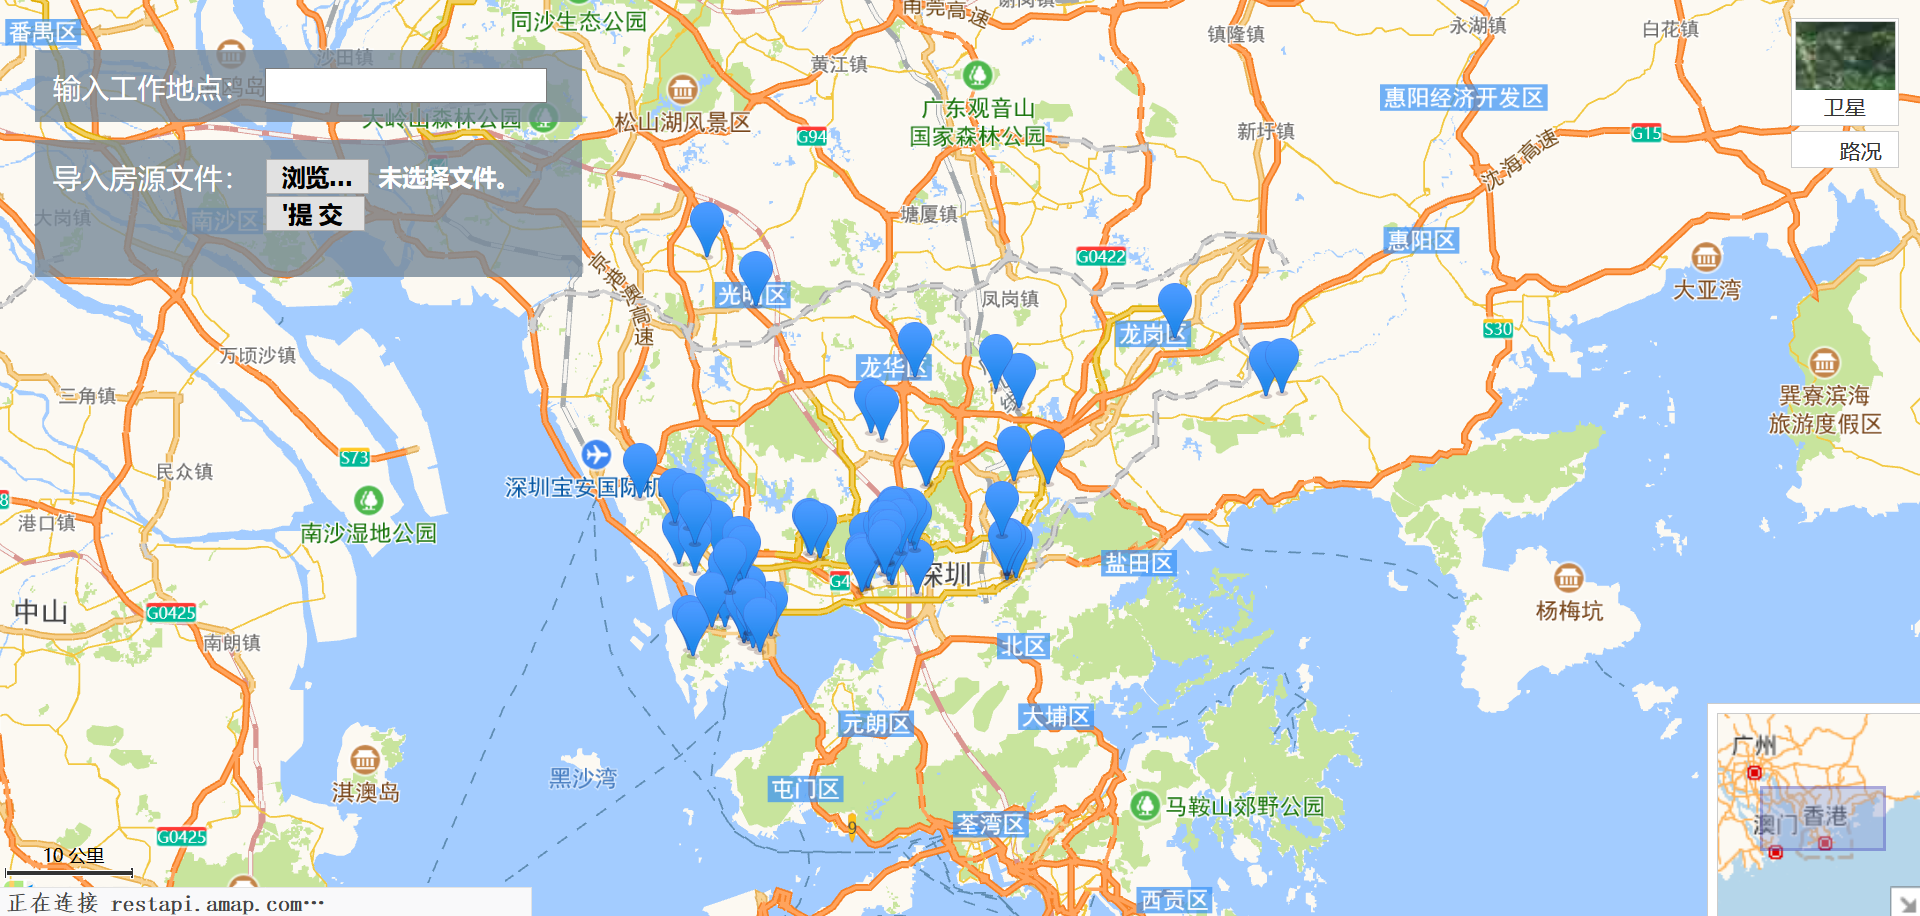 同沙生态公园
甫莞高速
番禺区
镇隆镇
永湖镇
白花镇
沙田镇
黄江镇
输入工作地点:
惠阳经济开发区
卫星
大岭山森林公园
松山湖风景区
广东观音山
国家森林公园
G94
新圩镇
G15
沈海高速
路况
导入房源文件:
浏览...
未选择文件。
'提 交
大岗镇
南沙区
塘厦镇
惠阳区
G0422
京港澳高速
大亚湾
光明区
凤岗镇
龙岗区
S30
万顷沙镇
龙华区
三角镇
巽寮滨海
旅游度假区
S73
民众镇
深圳宝安国际机
8
港口镇
南沙湿地公园
盐田区
深圳
G4
中山
G0425
南朗镇
杨梅坑
北区
元朗区
大埔区
广州
黑沙湾
淇澳岛
屯门区
马鞍山郊野公园
香港
澳门
9
荃湾区
G0425
10 公里
正在连接 restapi.amap.com…
西贡区